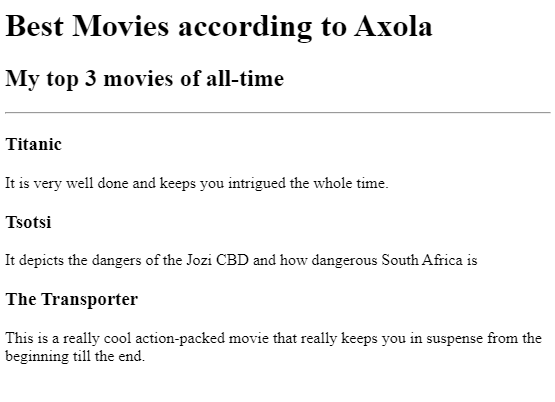 Best Movies according to Axola
My top 3 movies of all-time
Titanic
It is very well done and keeps you intrigued the whole time.
Tsotsi
It depicts the dangers of the Jozi CBD and how dangerous South Africa is
The Transporter
This is a really cool action-packed movie that really keeps you in suspense from the
beginning till the end.